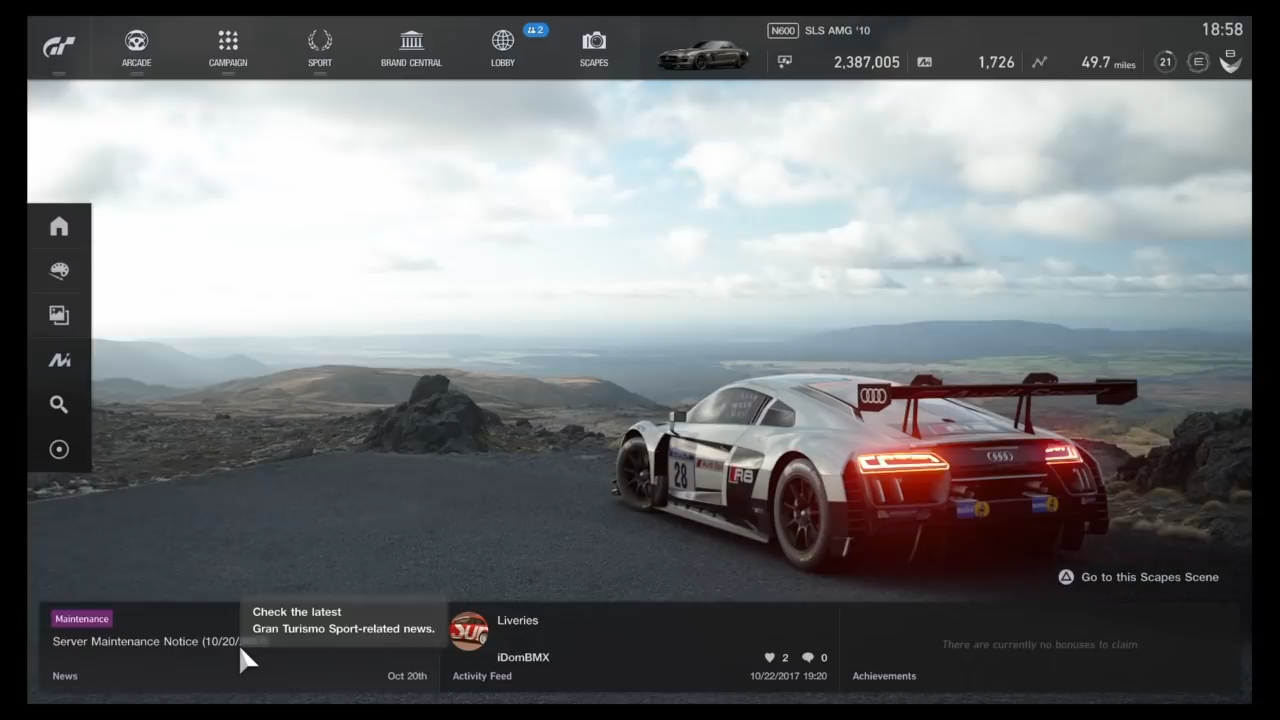 N600 SLS AMG '10
18:58
2
ARCADE
CAMPAIGN
SPORT
BRAND CENTRAL
LOBBY
SCAPES
2,387,005
1,726
49.7 miles
21
E
B
28
R8
Go to this Scapes Scene
Maintenance
Server Maintenance Notice (10/20/
Check the latest
Gran Turismo Sport-related news.
News
Oct 20th
Liveries
iDomBMX
2
0
Activity Feed
10/22/2017 19:20
There are currently no bonuses to claim
Achievements